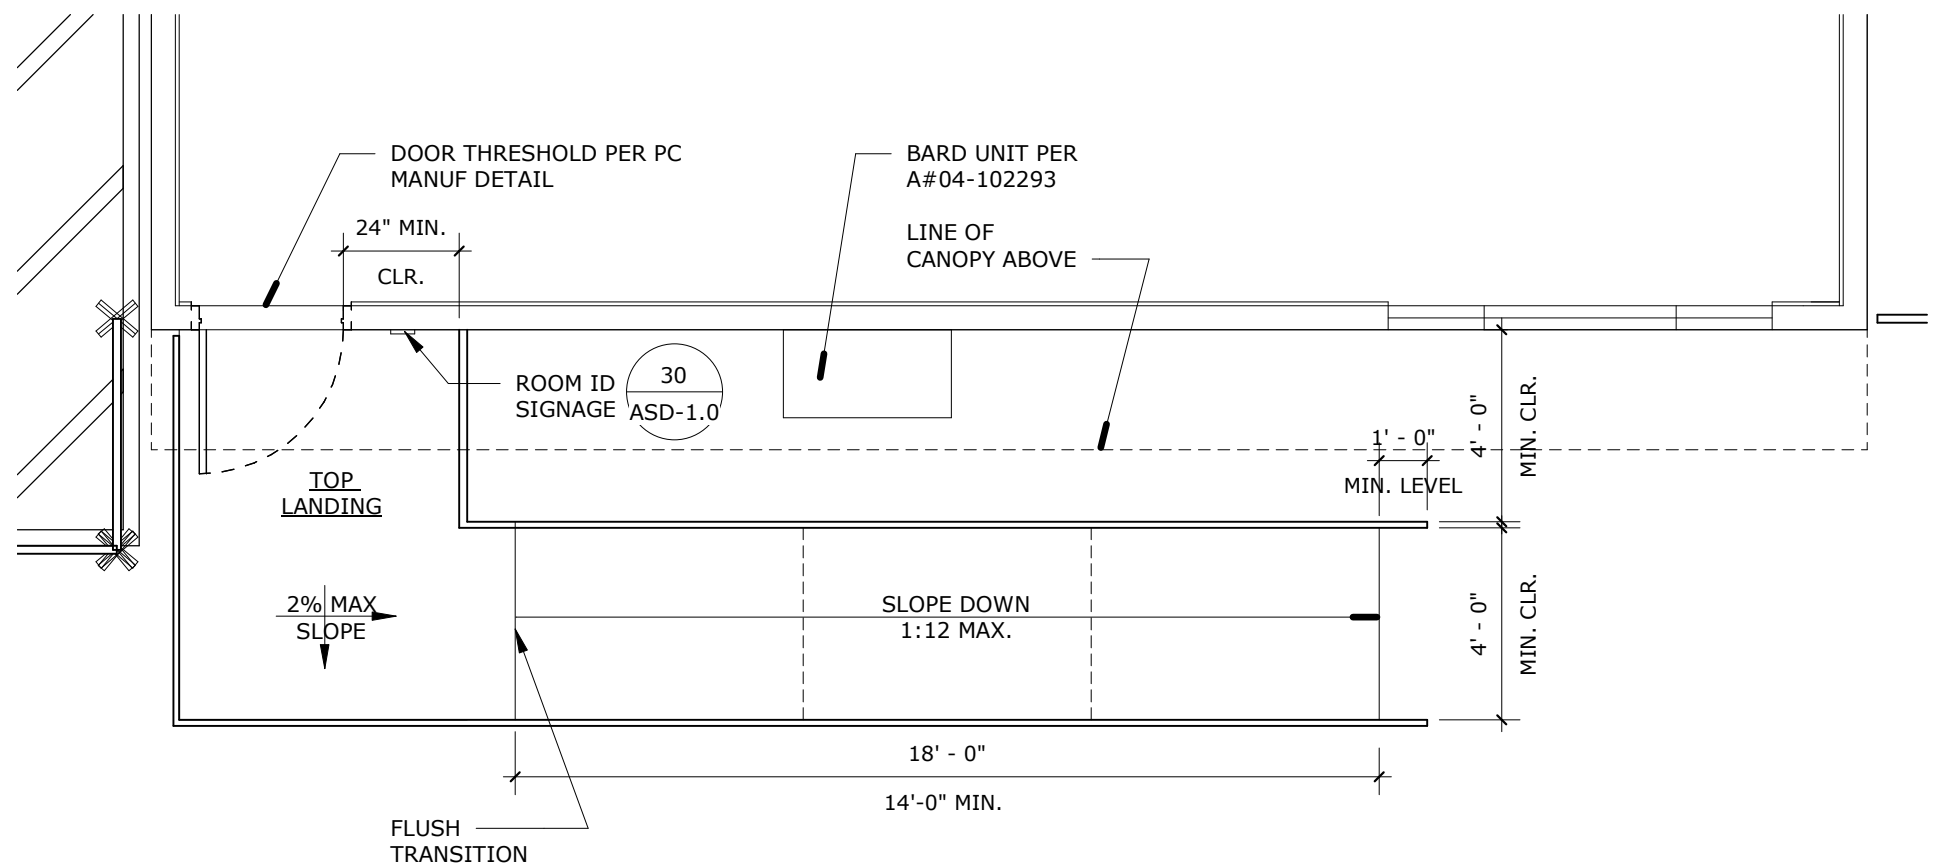 DOOR THRESHOLD PER PC
MANUF DETAIL
BARD UNIT PER
A#04-102293
24" MIN.
CLR.
LINE OF
CANOPY ABOVE
ROOM ID
SIGNAGE
30
ASD-1.0
1' - 0"
MIN. LEVEL
4' - 0"
MIN. CLR.
TOP
LANDING
2% MAX
SLOPE
SLOPE DOWN
1:12 MAX.
4' - 0"
MIN. CLR.
18' - 0"
14'-0" MIN.
FLUSH
TRANSITION